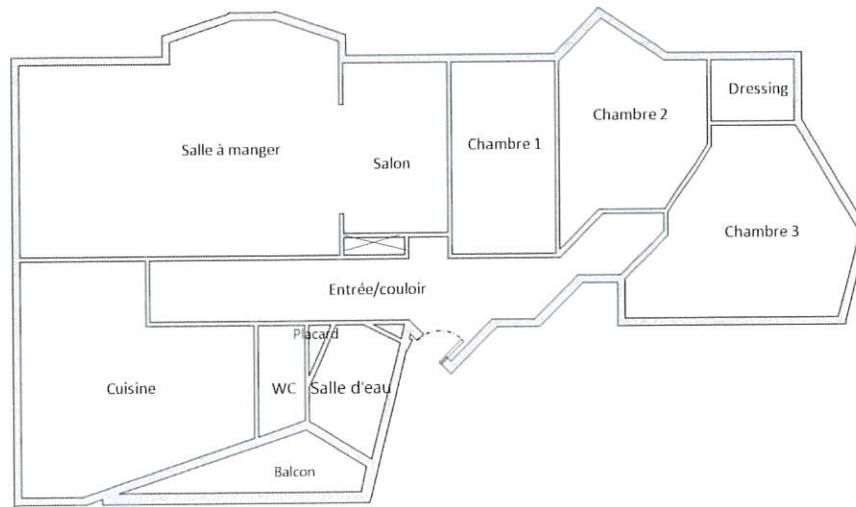 Dressing
Chambre 2
Salle à manger
Salon
Chambre 1
Chambre 3
Entrée/couloir
Placard
Cuisine
WC
Salle d'eau
Balcon